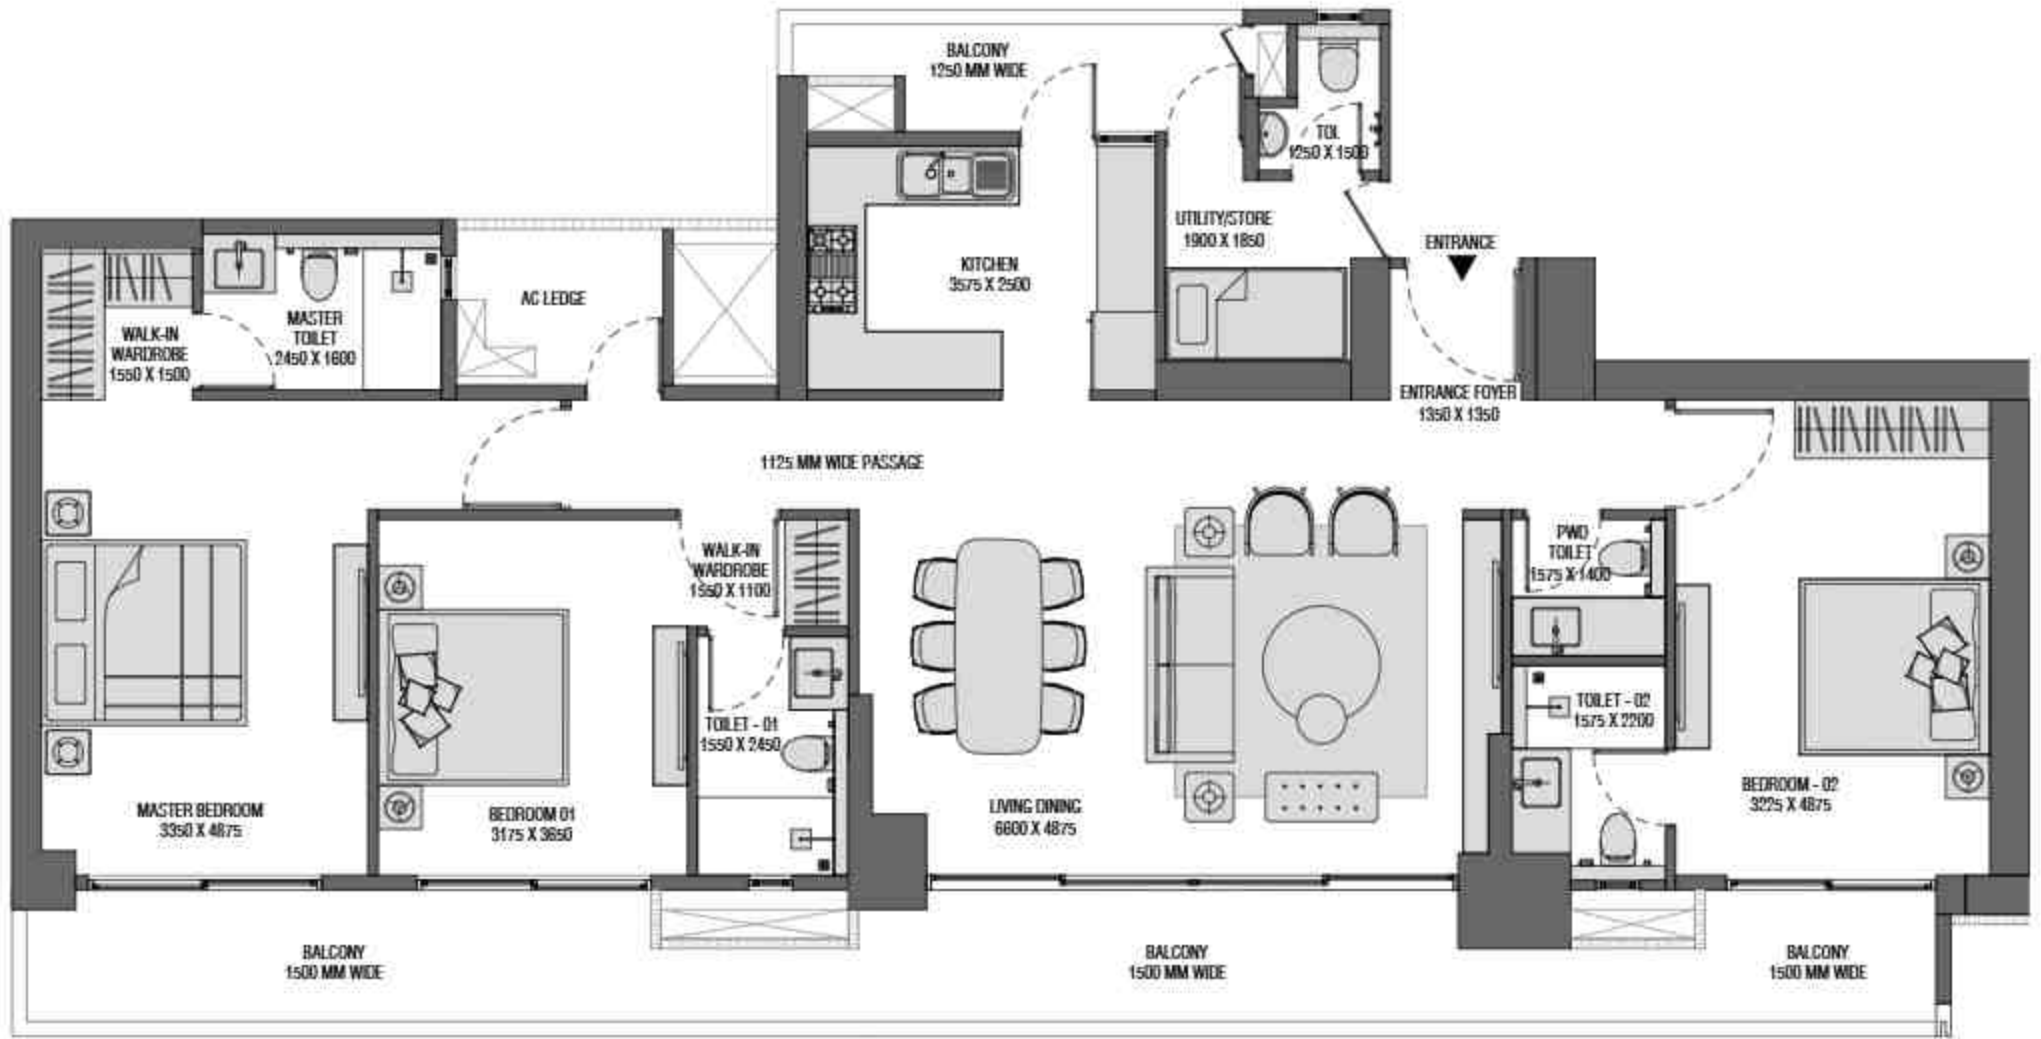 BALCONY
1250 MM WIDE
TOI.
1250 X 1500
UTILITY/STORE
1900 X 1850
ENTRANCE
KITCHEN
3575 X 2500
AC LEDGE
MASTER
TOILET
2450 X 1600
WALK-IN
WARDROBE
1550 X 1500
ENTRANCE FOYER
1350 X 1350
1125 MM WIDE PASSAGE
WALK-IN
WARDROBE
1550 X 1100
PWD
TOILET
1575 X 1400
TOILET - 01
1550 X 2450
TOILET - 02
1575 X 2200
MASTER BEDROOM
3350 X 4875
BEDROOM 01
3175 X 3650
LIVING DINING
6600 X 4875
BEDROOM - 02
3225 X 4875
BALCONY
1500 MM WIDE
BALCONY
1500 MM WIDE
BALCONY
1500 MM WIDE